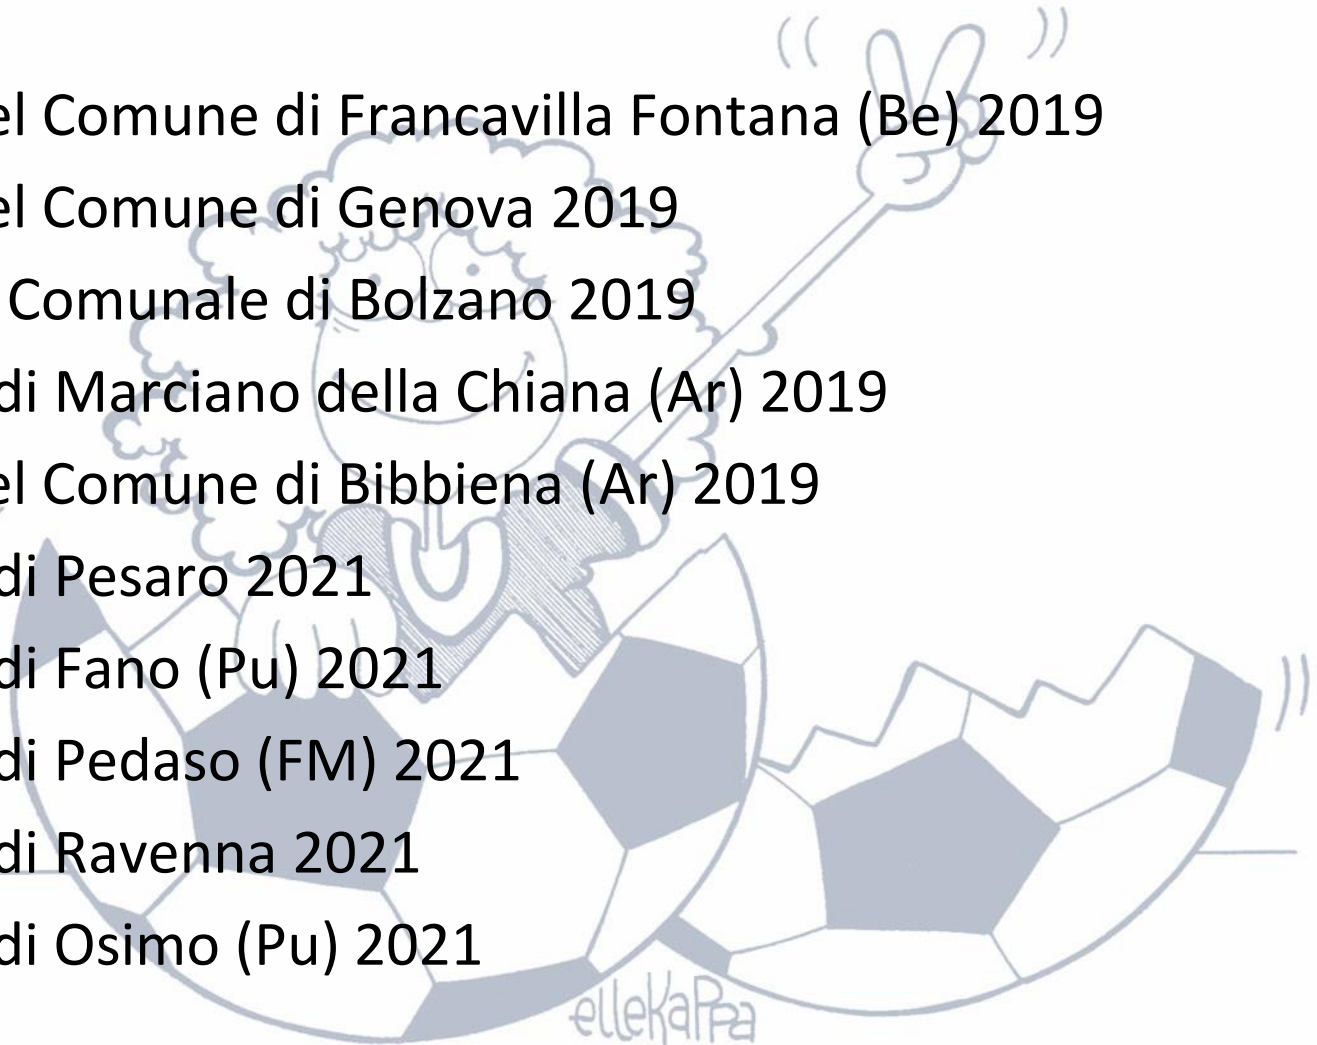 el Comune di Francavilla Fontana (Be) 2019
el Comune di Genova 2019
Comunale di Bolzano 2019
di Marciano della Chiana (Ar) 2019
el Comune di Bibbiena (Ar) 2019
di Pesaro 2021
di Fano (Pu) 2021
di Pedaso (FM) 2021
di Ravenna 2021
di Osimo (Pu) 2021
elleKappa